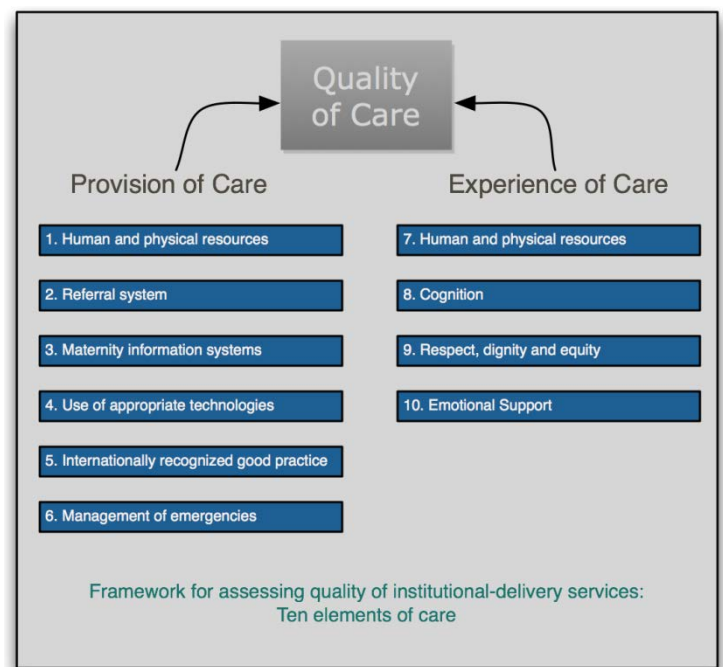 Quality
of Care
Provision of Care
1. Human and physical resources
2. Referral system
3. Maternity information systems
4. Use of appropriate technologies
5. Internationally recognized good practice
6. Management of emergencies
Experience of Care
7. Human and physical resources
8. Cognition
9. Respect, dignity and equity
10. Emotional Support
Framework for assessing quality of institutional-delivery services:
Ten elements of care